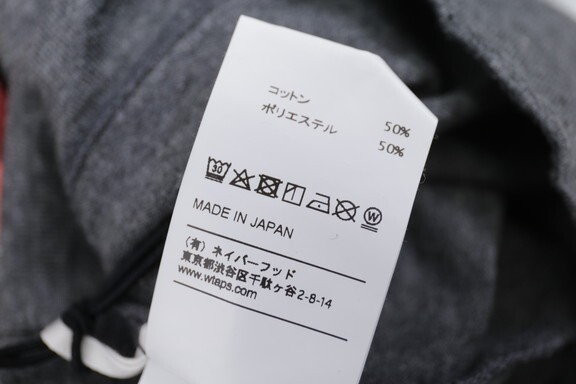 コットン 50%
ポリエステル 50%
30 W
MADE IN JAPAN
（有）ネイバーフッド
東京都渋谷区千駄ヶ谷2-8-14
www.wtaps.com